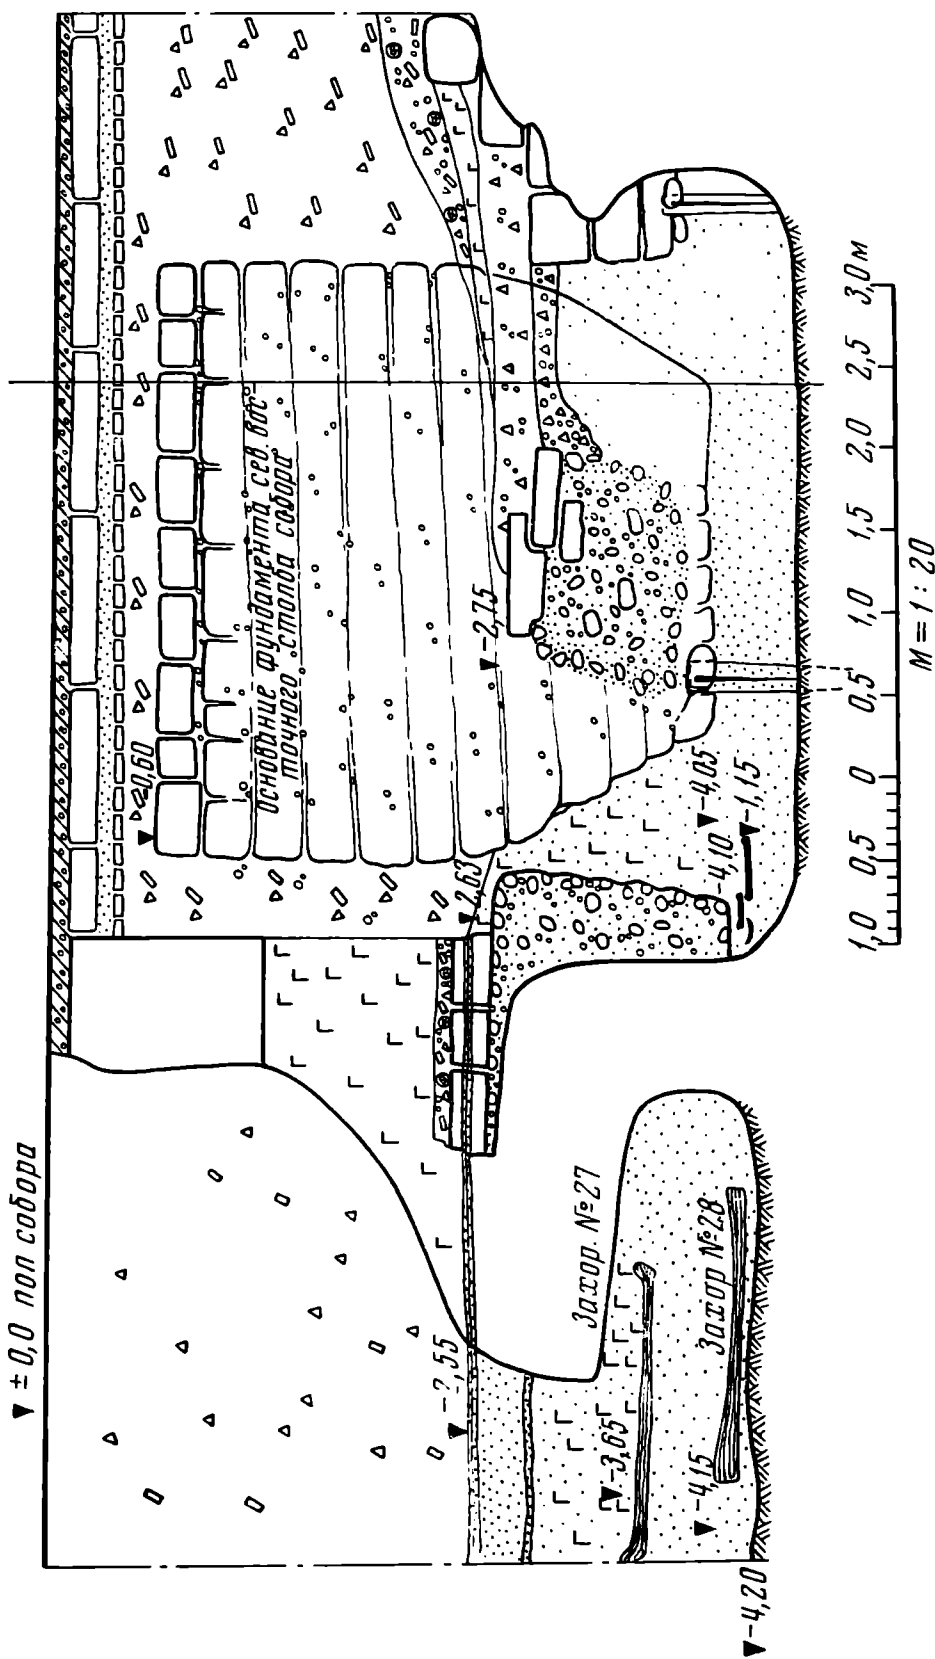 ▼ ± 0,0 пол собора
▼-0,60
Основание фундамента сев. вос-
точного столба собора
▼-2,75
▼-2,63
▼-2,55
Захор. №27
▼-3,65
Захор №28
▼-4,15
▼-4,20
▼-4,05
▼-4,10
▼-1,15
1,0 0,5 0 0,5 1,0 1,5 2,0 2,5 3,0 м
М = 1 : 20